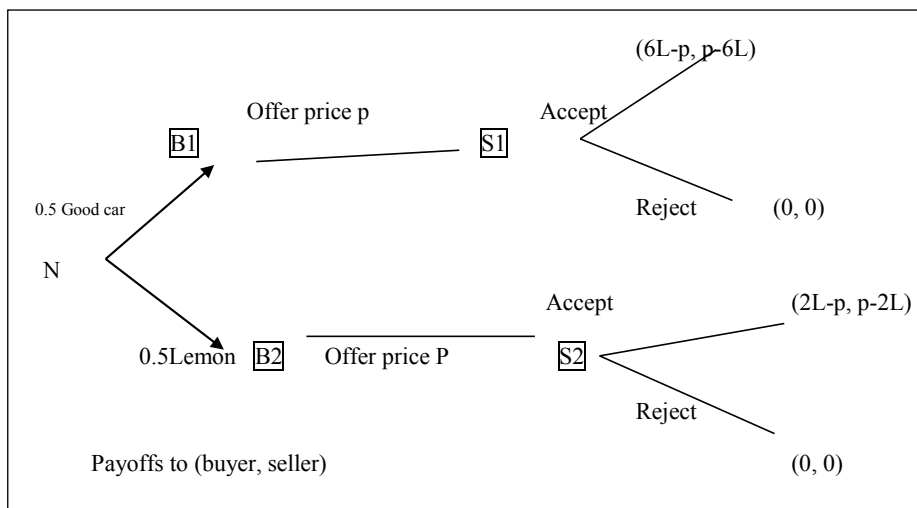 (6L-p, p-6L)
Offer price p
Accept
B1
S1
0.5 Good car
Reject
(0, 0)
N
Accept
(2L-p, p-2L)
0.5Lemon
B2
Offer price P
S2
Reject
Payoffs to (buyer, seller)
(0, 0)